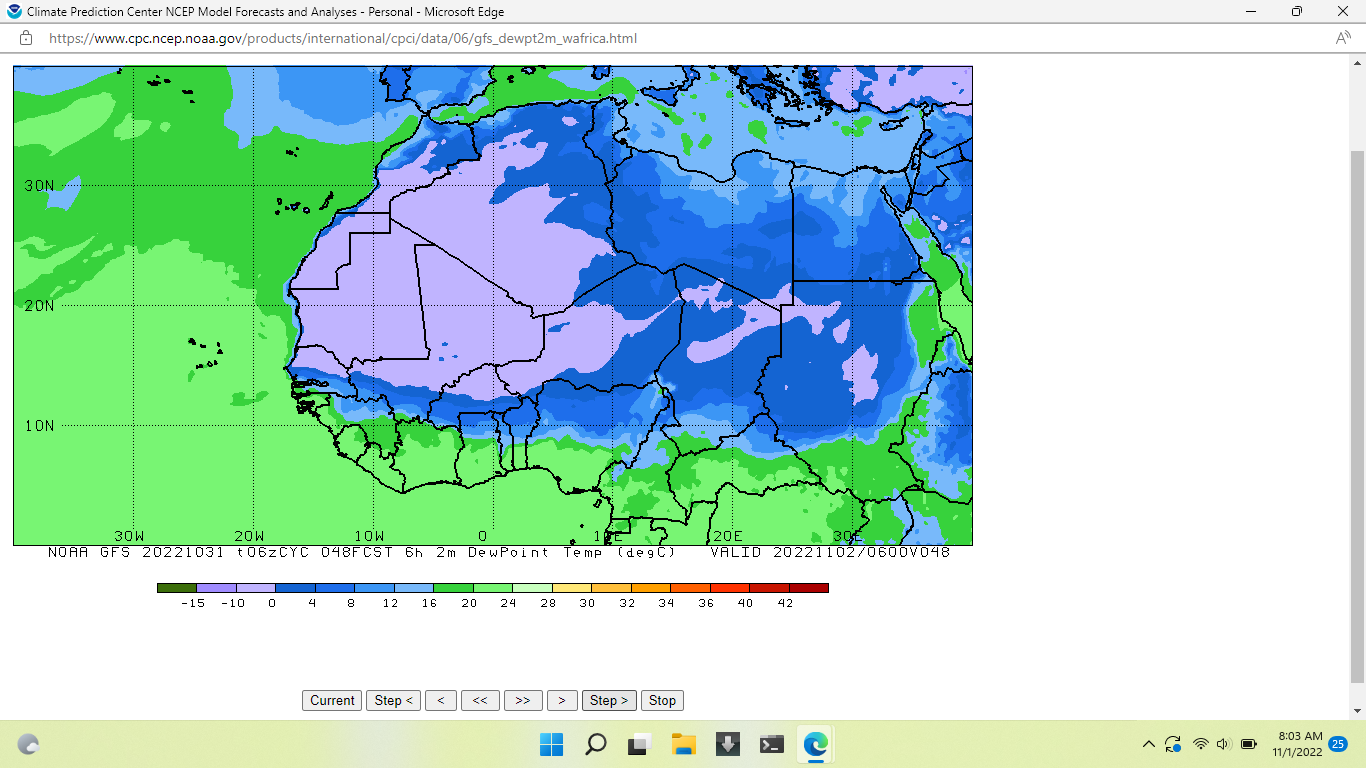 Climate Prediction Center NCEP Model Forecasts and Analyses - Personal - Microsoft Edge
https://www.cpc.ncep.noaa.gov/products/international/cpci/data/06/gfs_dewpt2m_wafrica.html
30N
20N
10N
30W 20W 10W 0 10E 20E 30E
NOAA GFS 20221031 t06zCYC 048FCST 6h 2m DewPoint Temp (degC) VALID 20221102/0600V048
-15 -10 0 4 8 12 16 20 24 28 30 32 34 36 40 42
Current Step < < << >> > Step > Stop
8:03 AM
11/1/2022 25